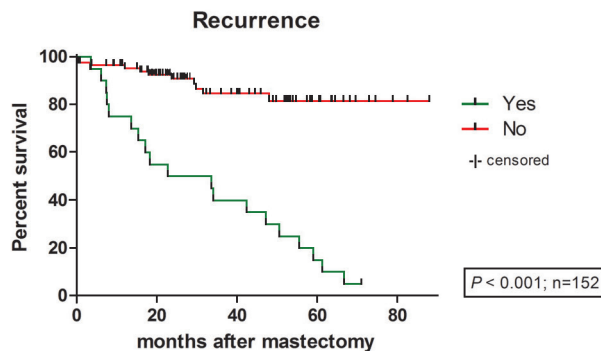 Recurrence
Percent survival
100
80
60
40
20
0
0 20 40 60 80
months after mastectomy
Yes
No
-|- censored
P < 0.001; n=152